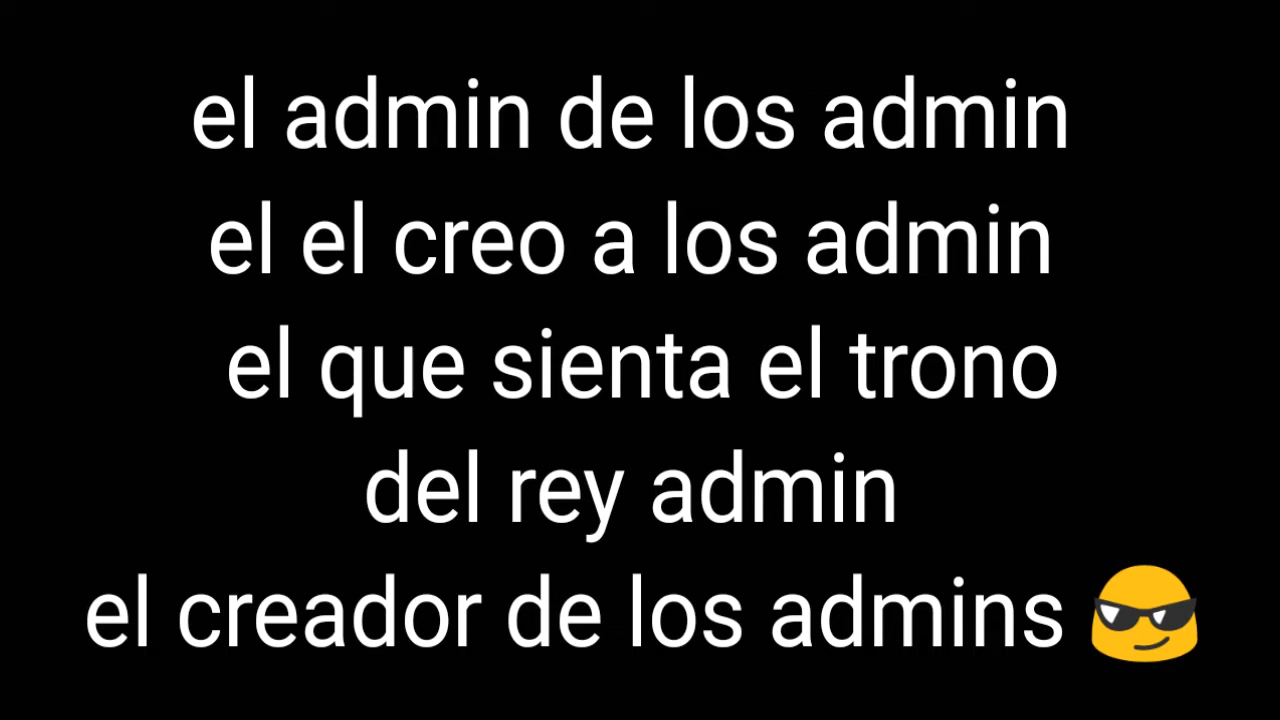 el admin de los admin
el el creo a los admin
el que sienta el trono
del rey admin
el creador de los admins 😎